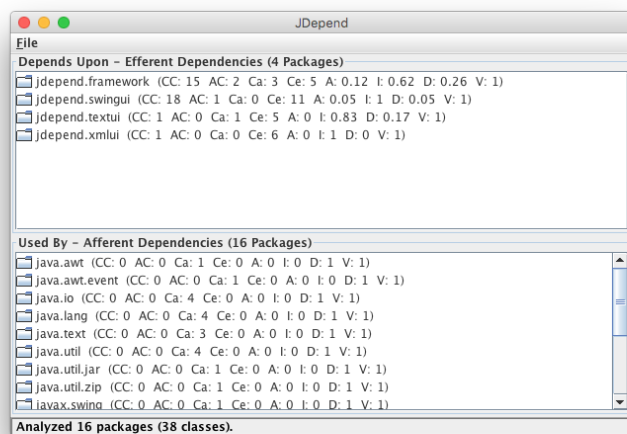 JDepend
File
Depends Upon - Efferent Dependencies (4 Packages)
jdepend.framework (CC: 15 AC: 2 Ca: 3 Ce: 5 A: 0.12 I: 0.62 D: 0.26 V: 1)
jdepend.swingui (CC: 18 AC: 1 Ca: 0 Ce: 11 A: 0.05 I: 1 D: 0.05 V: 1)
jdepend.textui (CC: 1 AC: 0 Ca: 1 Ce: 5 A: 0 I: 0.83 D: 0.17 V: 1)
jdepend.xmlui (CC: 1 AC: 0 Ca: 0 Ce: 6 A: 0 I: 1 D: 0 V: 1)
Used By - Afferent Dependencies (16 Packages)
java.awt (CC: 0 AC: 0 Ca: 1 Ce: 0 A: 0 I: 0 D: 1 V: 1)
java.awt.event (CC: 0 AC: 0 Ca: 1 Ce: 0 A: 0 I: 0 D: 1 V: 1)
java.io (CC: 0 AC: 0 Ca: 4 Ce: 0 A: 0 I: 0 D: 1 V: 1)
java.lang (CC: 0 AC: 0 Ca: 4 Ce: 0 A: 0 I: 0 D: 1 V: 1)
java.text (CC: 0 AC: 0 Ca: 3 Ce: 0 A: 0 I: 0 D: 1 V: 1)
java.util (CC: 0 AC: 0 Ca: 4 Ce: 0 A: 0 I: 0 D: 1 V: 1)
java.util.jar (CC: 0 AC: 0 Ca: 1 Ce: 0 A: 0 I: 0 D: 1 V: 1)
java.util.zip (CC: 0 AC: 0 Ca: 1 Ce: 0 A: 0 I: 0 D: 1 V: 1)
javax.swing (CC: 0 AC: 0 Ca: 1 Ce: 0 A: 0 I: 0 D: 1 V: 1)
Analyzed 16 packages (38 classes).